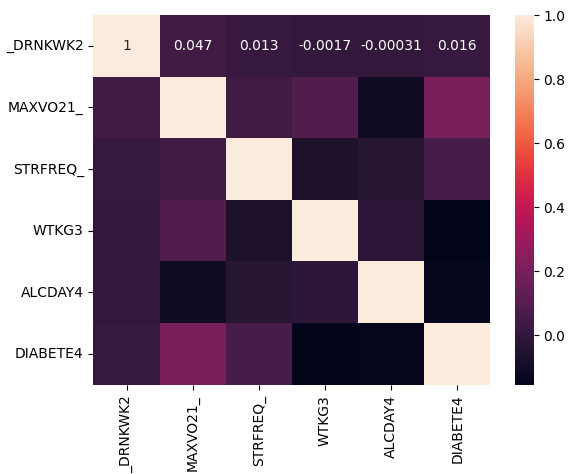 1.0
_DRNKWK2 1 0.047 0.013 -0.0017 -0.00031 0.016
0.8
MAXVO21_
0.6
STRFREQ_
0.4
WTKG3
0.2
ALCDAY4
0.0
DIABETE4
_DRNKWK2 MAXVO21_ STRFREQ_ WTKG3 ALCDAY4 DIABETE4